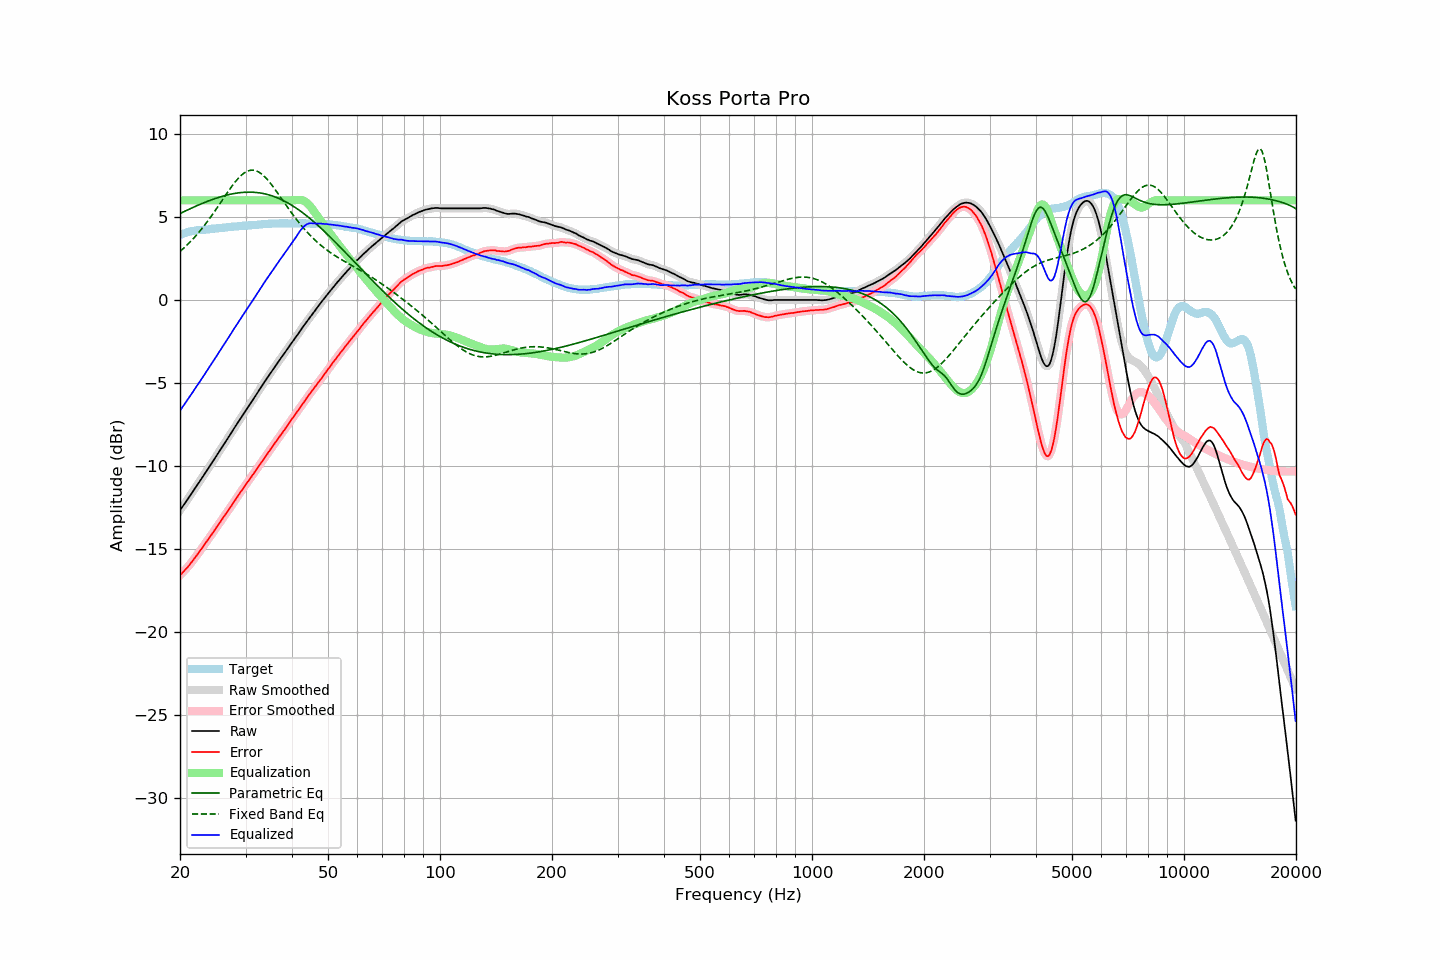 Koss Porta Pro
10
5
0
−5
−10
−15
−20
−25
−30
Amplitude (dBr)
Target
Raw Smoothed
Error Smoothed
Raw
Error
Equalization
Parametric Eq
Fixed Band Eq
Equalized
20 50 100 200 500 1000 2000 5000 10000 20000
Frequency (Hz)